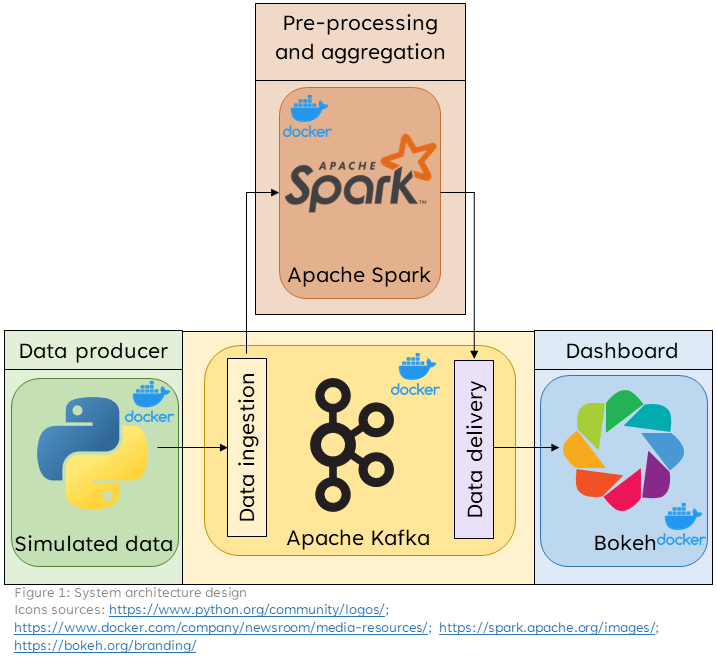 Pre-processing
and aggregation
docker
APACHE
Spark™
Apache Spark
Data producer
docker
Simulated data
Data ingestion
docker
Apache Kafka
Data delivery
Dashboard
Bokeh
docker
Figure 1: System architecture design
Icons sources: https://www.python.org/community/logos/;
https://www.docker.com/company/newsroom/media-resources/; https://spark.apache.org/images/;
https://bokeh.org/branding/